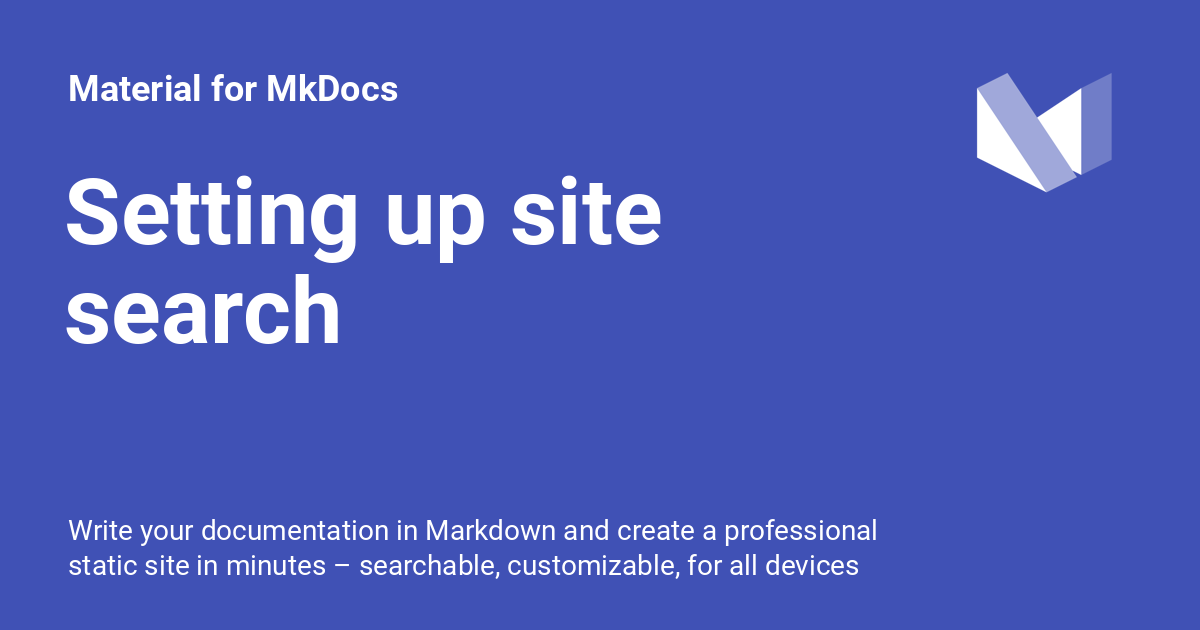 Material for MkDocs
Setting up site
search
Write your documentation in Markdown and create a professional
static site in minutes – searchable, customizable, for all devices